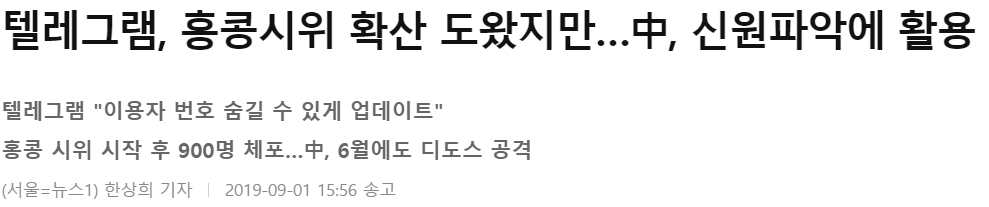 텔레그램, 홍콩시위 확산 도왔지만…中, 신원파악에 활용
텔레그램 "이용자 번호 숨길 수 있게 업데이트"
홍콩 시위 시작 후 900명 체포…中, 6월에도 디도스 공격
(서울=뉴스1) 한상희 기자 | 2019-09-01 15:56 송고